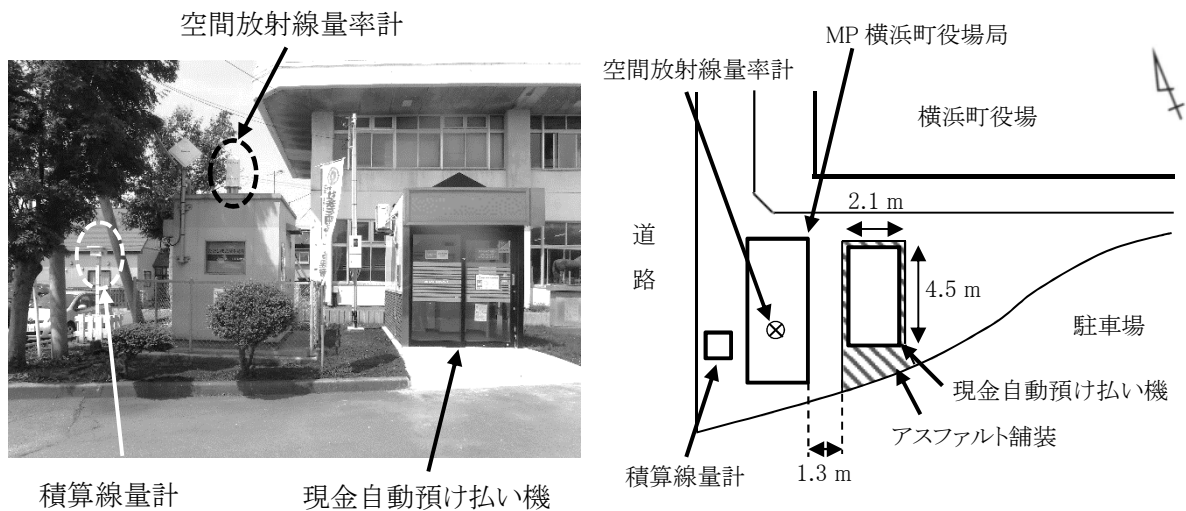 空間放射線量率計
積算線量計
現金自動預け払い機
MP 横浜町役場局
空間放射線量率計
横浜町役場
2.1 m
道
路
4.5 m
駐車場
現金自動預け払い機
アスファルト舗装
1.3 m
積算線量計